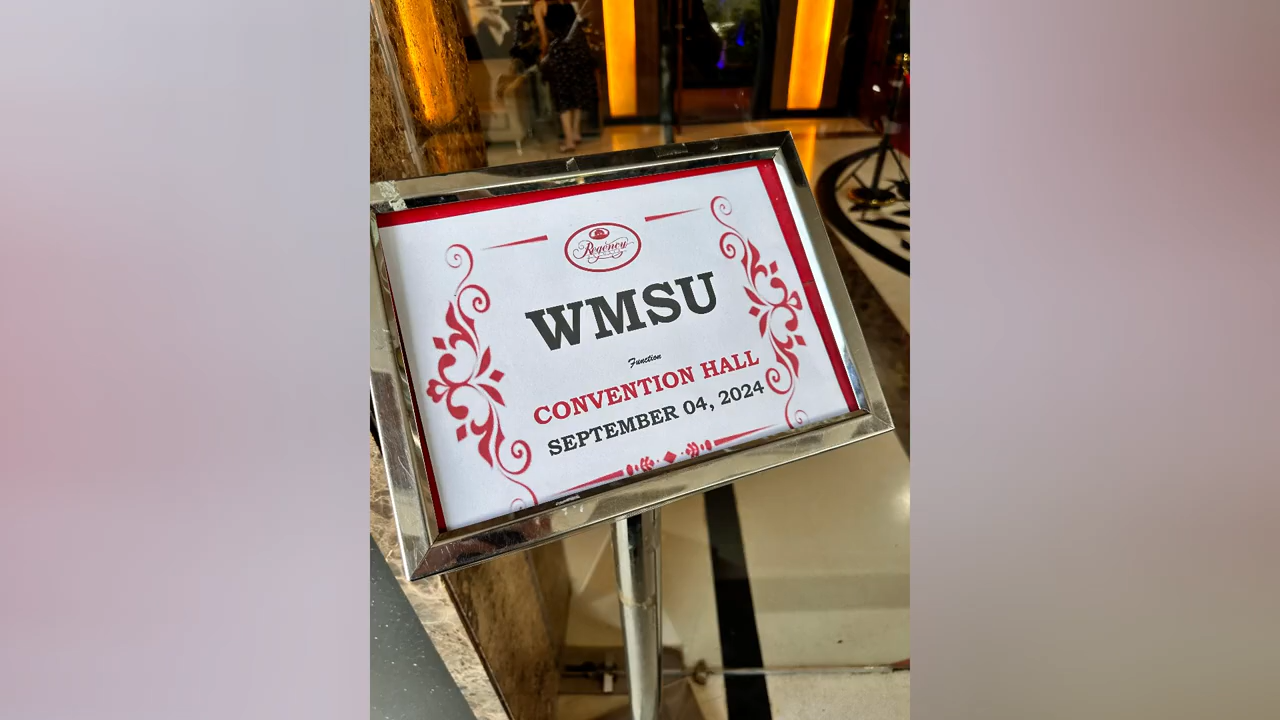 Regency
WMSU
Function
CONVENTION HALL
SEPTEMBER 04, 2024